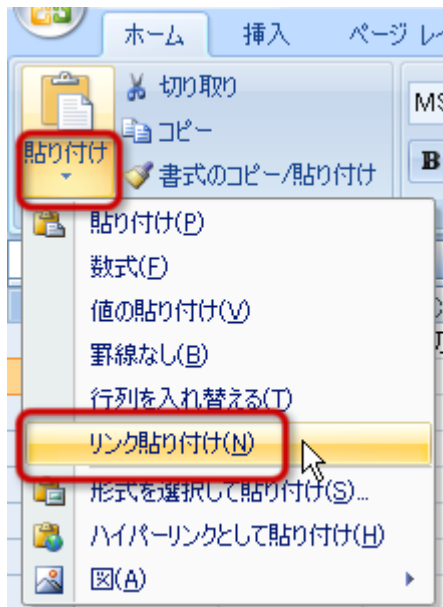 ホーム 挿入 ページ レイ
切り取り
コピー
貼り付け
書式のコピー/貼り付け
MS
B
貼り付け(P)
数式(F)
値の貼り付け(V)
罫線なし(B)
行列を入れ替える(T)
リンク貼り付け(N)
形式を選択して貼り付け(S)...
ハイパーリンクとして貼り付け(H)
図(A)